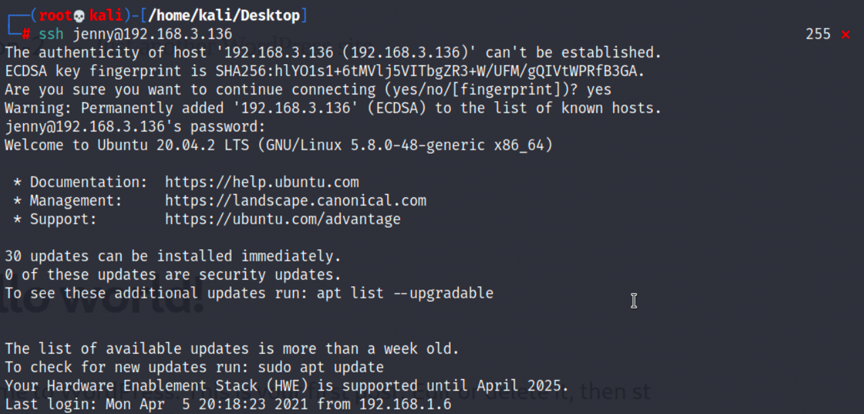 (root💀kali)-[/home/kali/Desktop]
# ssh jenny@192.168.3.136 255 ✗
The authenticity of host '192.168.3.136 (192.168.3.136)' can't be established.
ECDSA key fingerprint is SHA256:hlYO1s1+6tMVlj5VITbgZR3+W/UFM/gQIVtWPRfB3GA.
Are you sure you want to continue connecting (yes/no/[fingerprint])? yes
Warning: Permanently added '192.168.3.136' (ECDSA) to the list of known hosts.
jenny@192.168.3.136's password:
Welcome to Ubuntu 20.04.2 LTS (GNU/Linux 5.8.0-48-generic x86_64)
* Documentation: https://help.ubuntu.com
* Management: https://landscape.canonical.com
* Support: https://ubuntu.com/advantage
30 updates can be installed immediately.
0 of these updates are security updates.
To see these additional updates run: apt list --upgradable
llo world!
The list of available updates is more than a week old.
To check for new updates run: sudo apt update
Your Hardware Enablement Stack (HWE) is supported until April 2025.
Last login: Mon Apr  5 20:18:23 2021 from 192.168.1.6